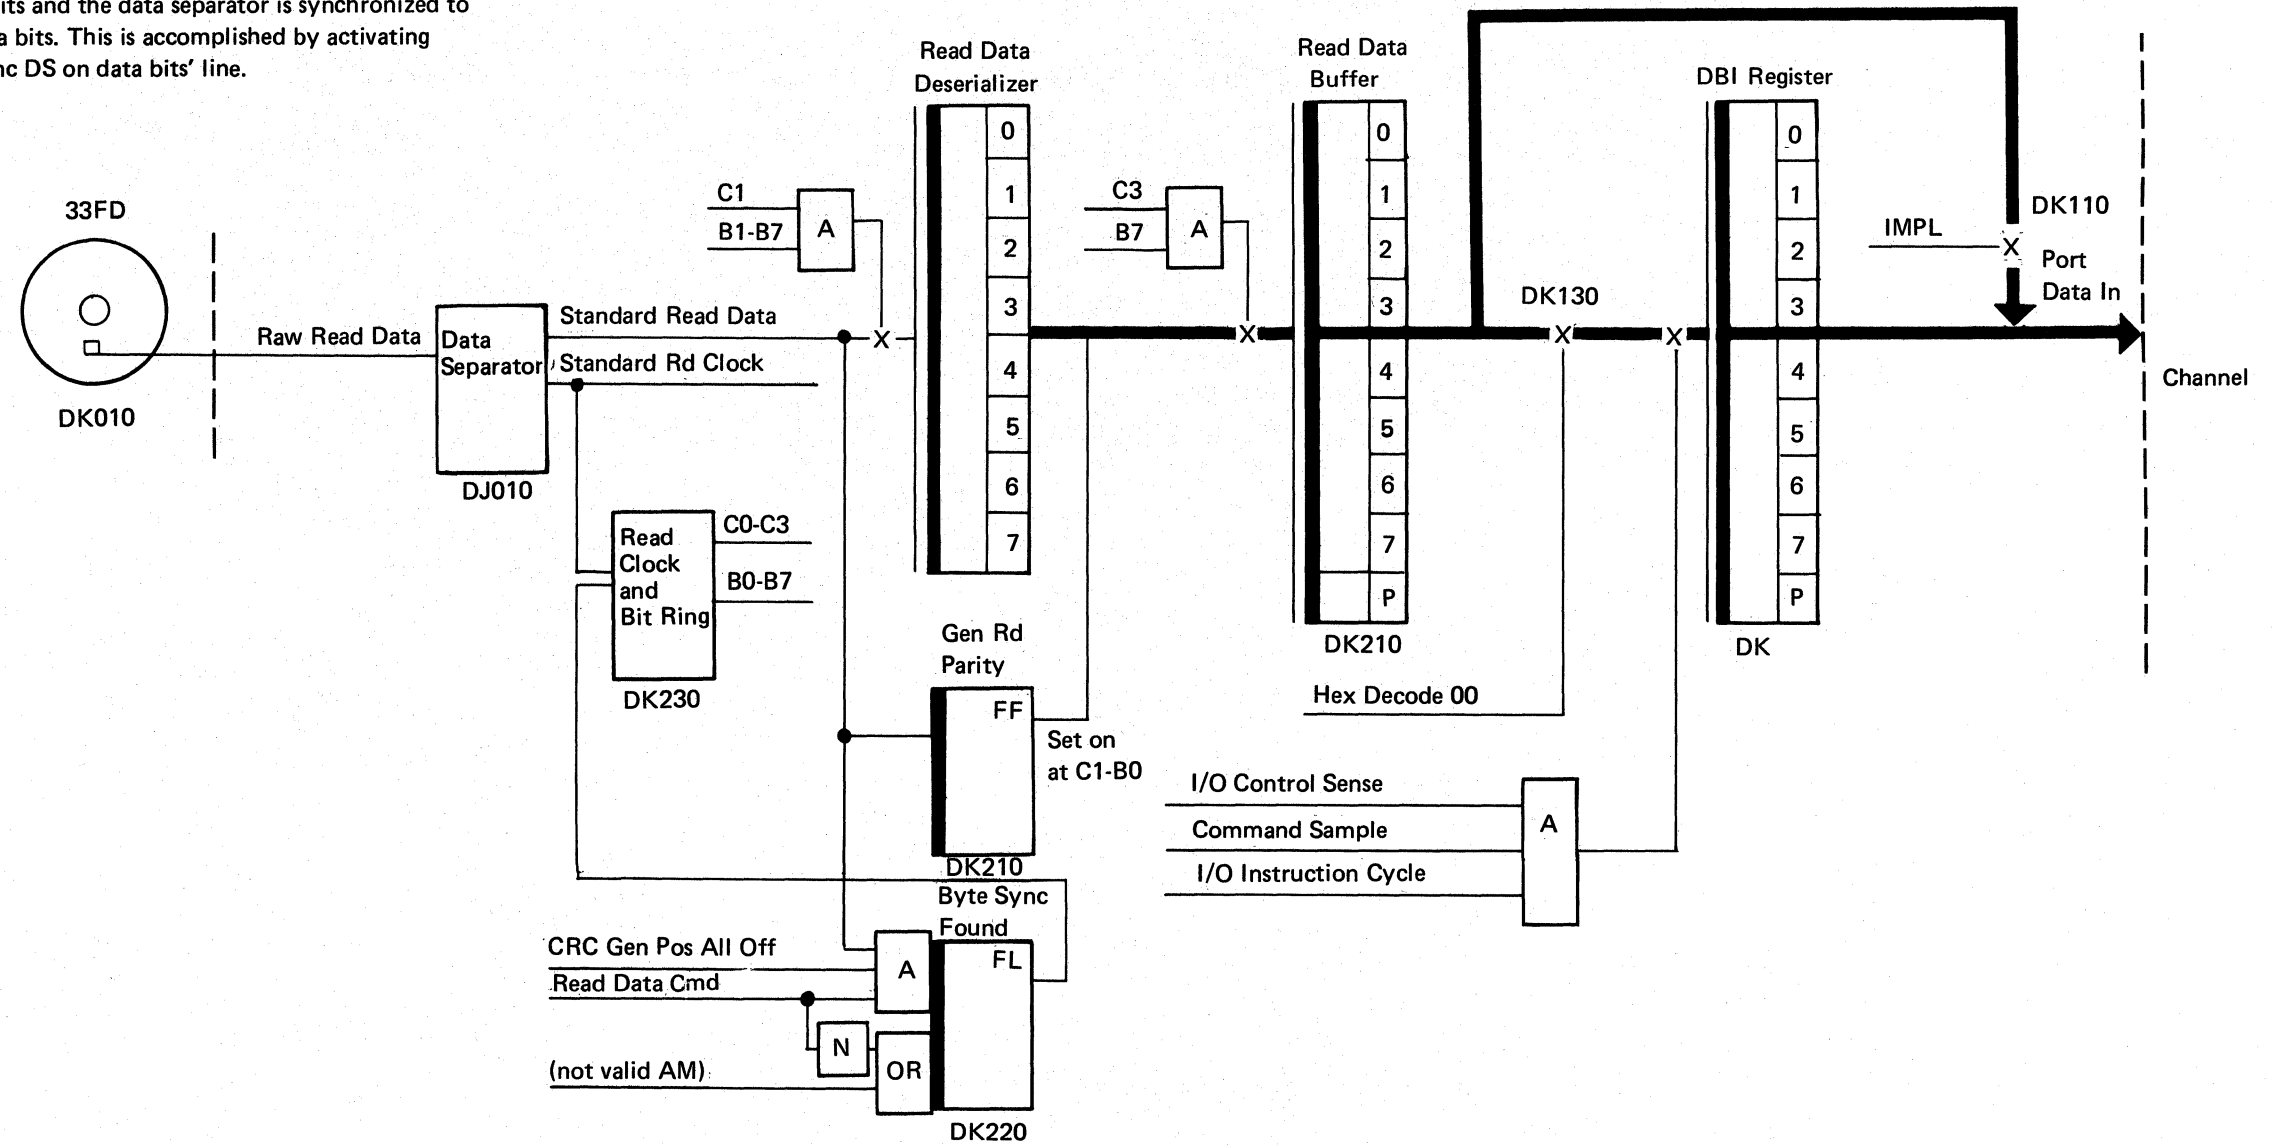 its and the data separator is synchronized to
a bits. This is accomplished by activating
nc DS on data bits' line.
33FD
DK010
Raw Read Data
Data
Separator
DJ010
Standard Read Data
Standard Rd Clock
Read
Clock
and
Bit Ring
DK230
C0-C3
B0-B7
C1
B1-B7
A
X
Read Data
Deserializer
0
1
2
3
4
5
6
7
Gen Rd
Parity
FF
Set on
at C1-B0
DK210
Byte Sync
Found
FL
CRC Gen Pos All Off
Read Data Cmd
A
N
(not valid AM)
OR
DK220
C3
B7
A
X
Read Data
Buffer
0
1
2
3
4
5
6
7
P
DK210
DK130
X
X
Hex Decode 00
I/O Control Sense
Command Sample
I/O Instruction Cycle
A
DBI Register
0
1
2
3
4
5
6
7
P
DK
IMPL
X
DK110
Port
Data In
Channel